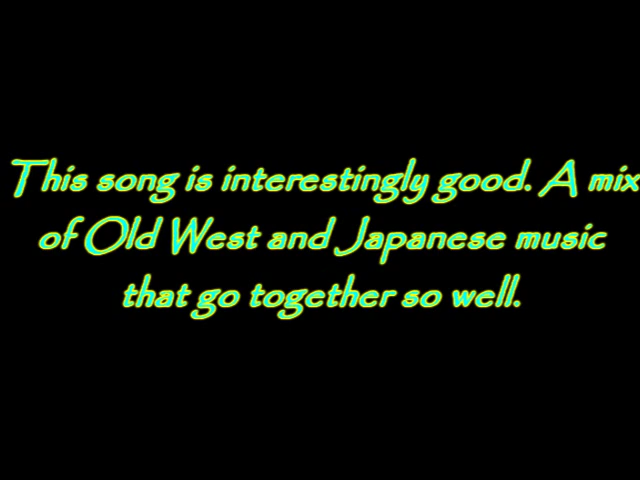 This song is interestingly good. A mix
of Old West and Japanese music
that go together so well.